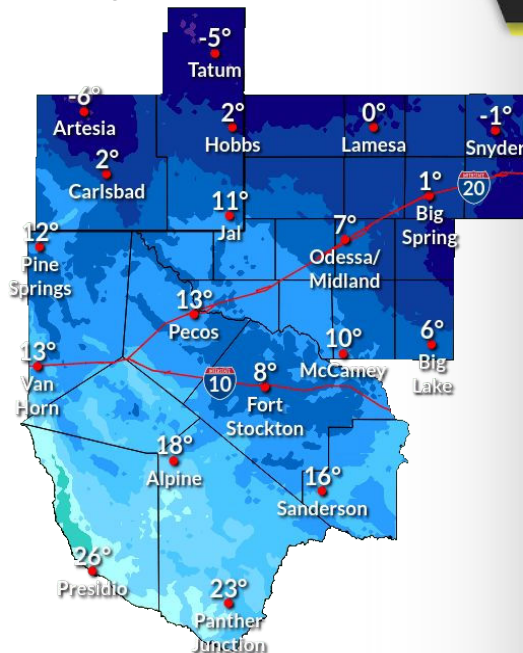 -5°
Tatum
-6°
Artesia
2°
Hobbs
0°
Lamesa
-1°
Snyder
2°
Carlsbad
1°
Big
Spring
INTERSTATE
20
11°
Jal
7°
Odessa/
Midland
12°
Pine
Springs
13°
Pecos
10°
McCamey
6°
Big
Lake
13°
Van
Horn
INTERSTATE
10
8°
Fort
Stockton
18°
Alpine
16°
Sanderson
26°
Presidio
23°
Panther
Junction